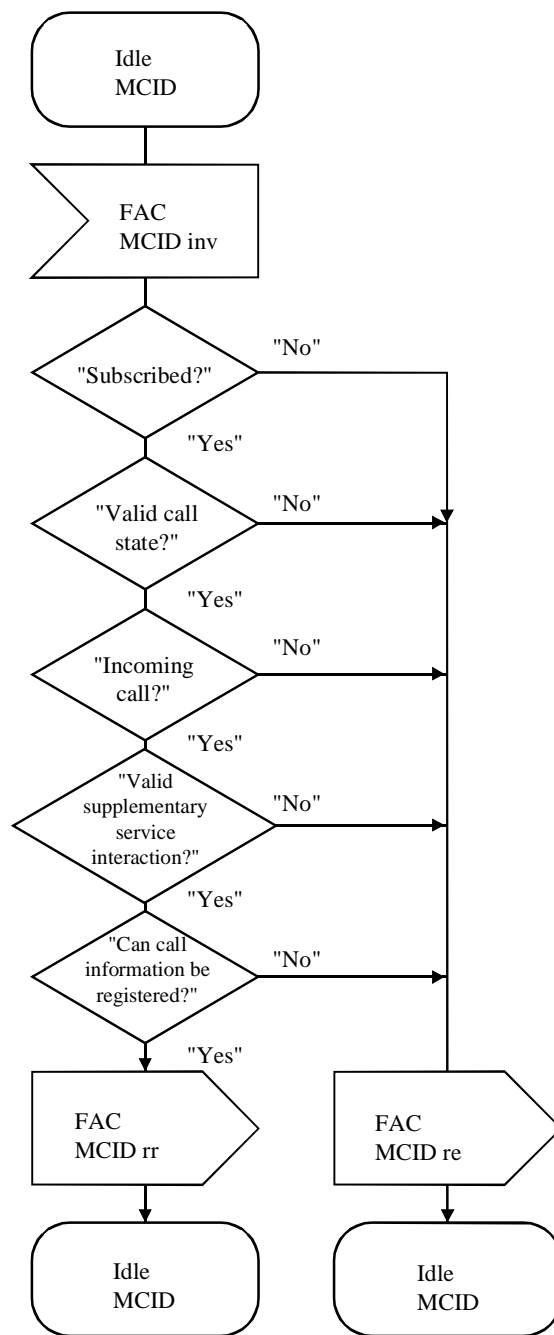 Idle
MCID
FAC
MCID inv
"No"
"Subscribed?"
"Yes"
"No"
"Valid call
state?"
"Yes"
"No"
"Incoming
call?"
"Yes"
"Valid
supplementary
service
interaction?"
"No"
"Yes"
"Can call
information be
registered?"
"No"
"Yes"
FAC
MCID rr
FAC
MCID re
Idle
MCID
Idle
MCID